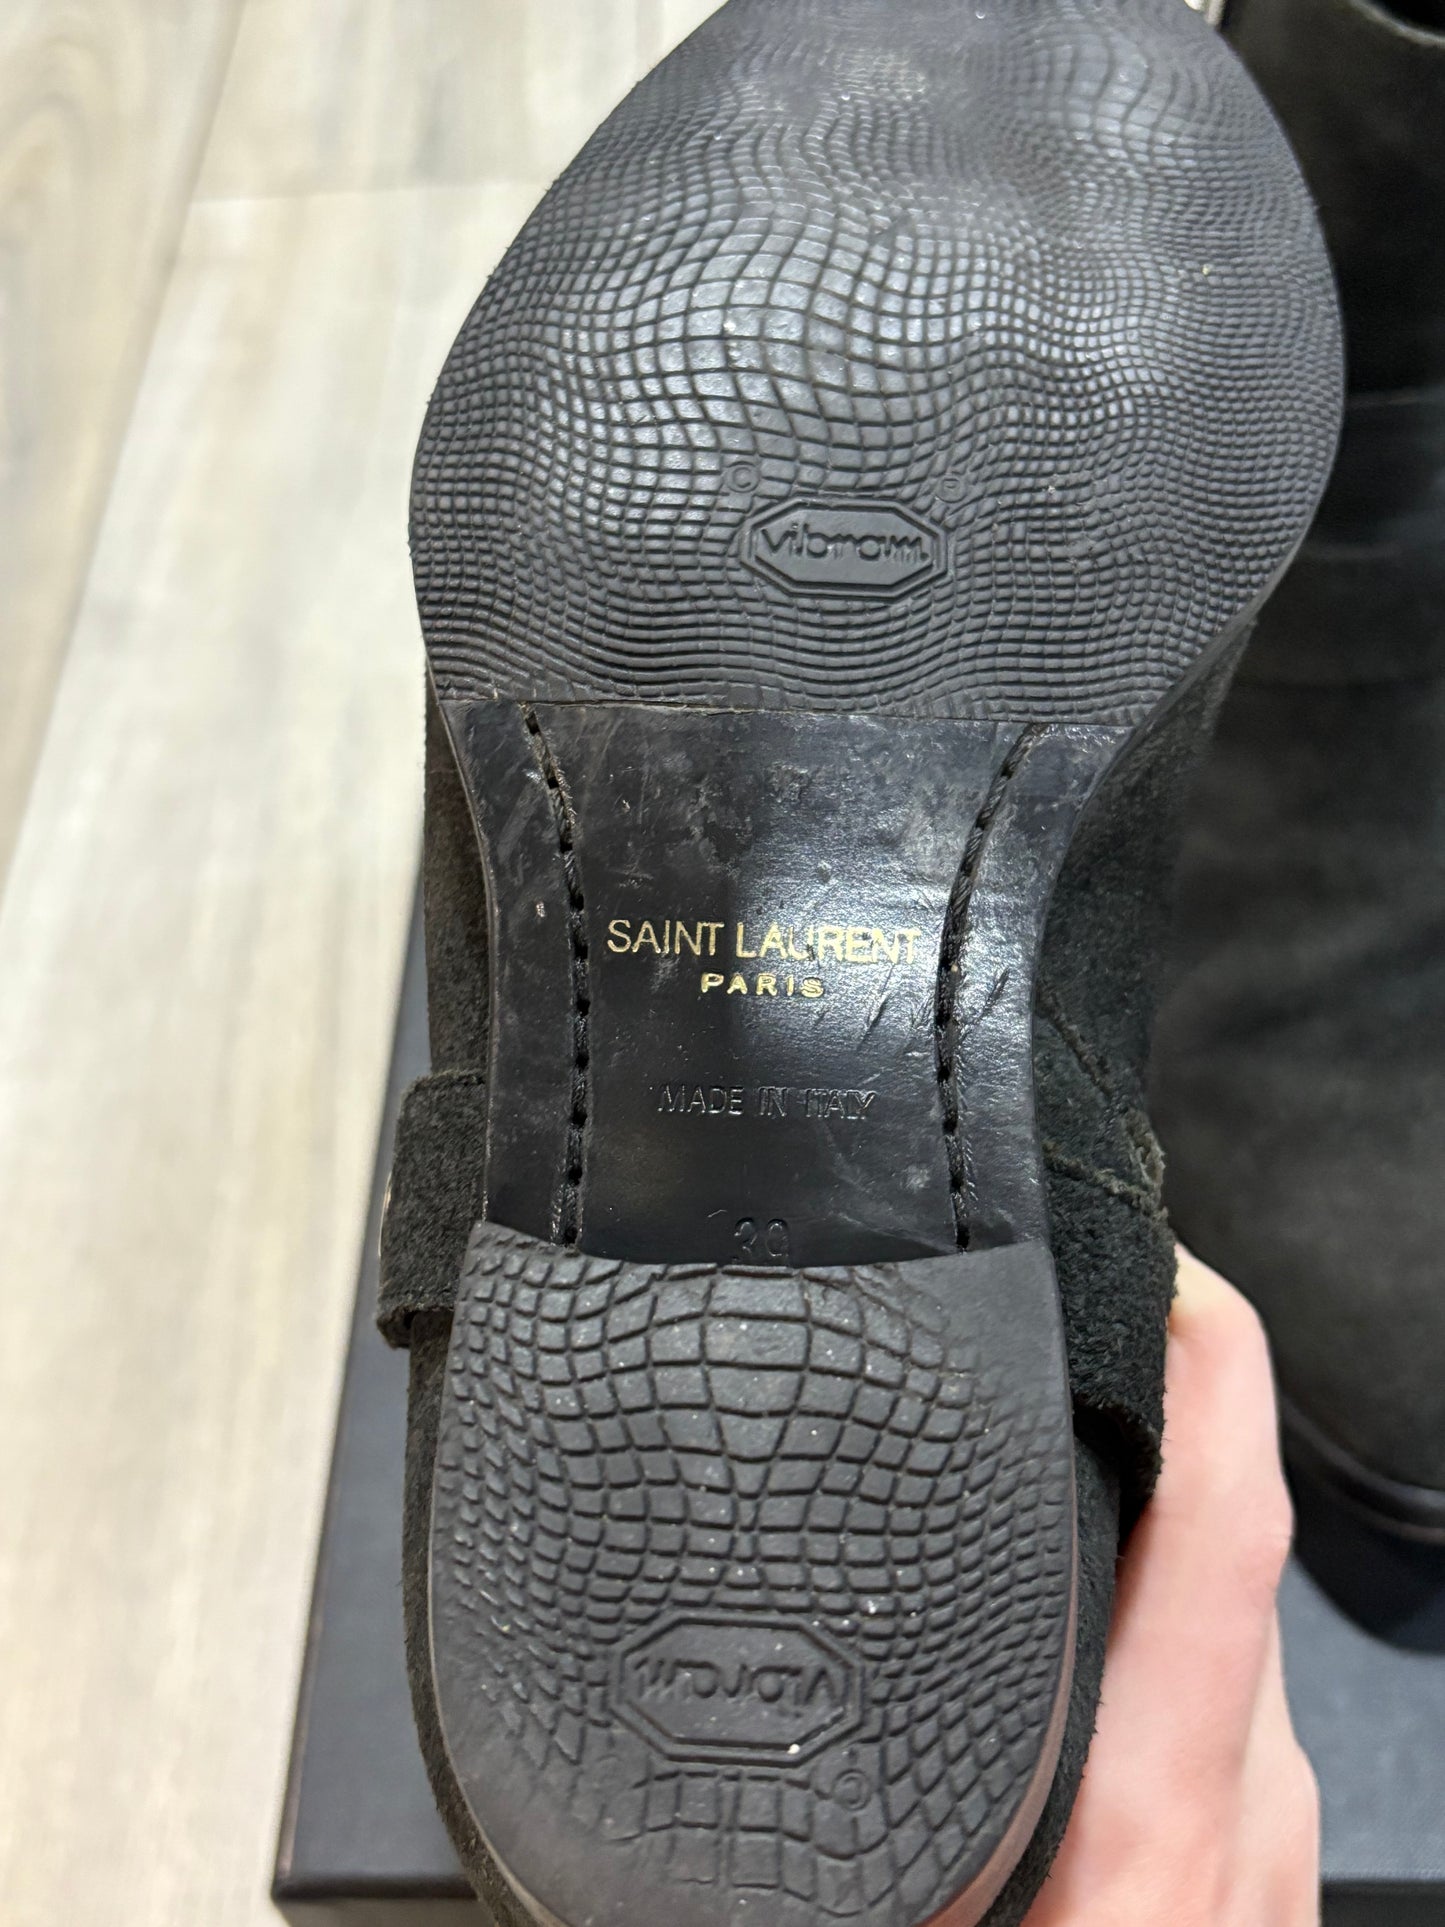 © ®
vibram
SAINT LAURENT
PARIS
MADE IN ITALY
39
vibram
©